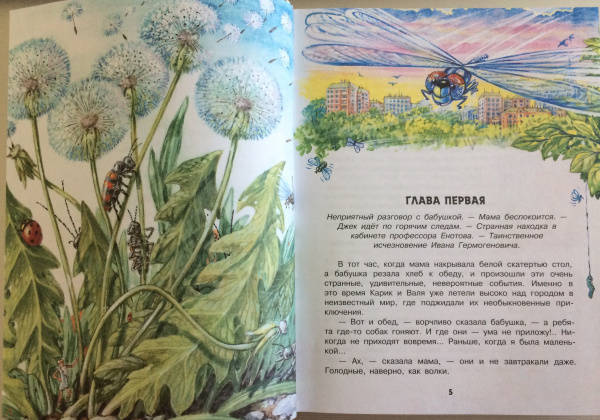 ГЛАВА ПЕРВАЯ
Неприятный разговор с бабушкой. — Мама беспокоится. —
Джек идёт по горячим следам. — Странная находка в
кабинете профессора Енотова. — Таинственное
исчезновение Ивана Гермогеновича.
В тот час, когда мама накрывала белой скатертью стол,
а бабушка резала хлеб к обеду, и произошли эти очень
странные, удивительные, невероятные события. Именно в
это время Карик и Валя уже летели высоко над городом в
неизвестный мир, где поджидали их необыкновенные при-
ключения.
— Вот и обед, — ворчливо сказала бабушка, — а ребя-
та где-то собак гоняют. И где они — ума не приложу!.. Ни-
когда не приходят вовремя... Раньше, когда я была малень-
кой...
— Ах, — сказала мама, — они и не завтракали даже.
Голодные, наверно, как волки.
5